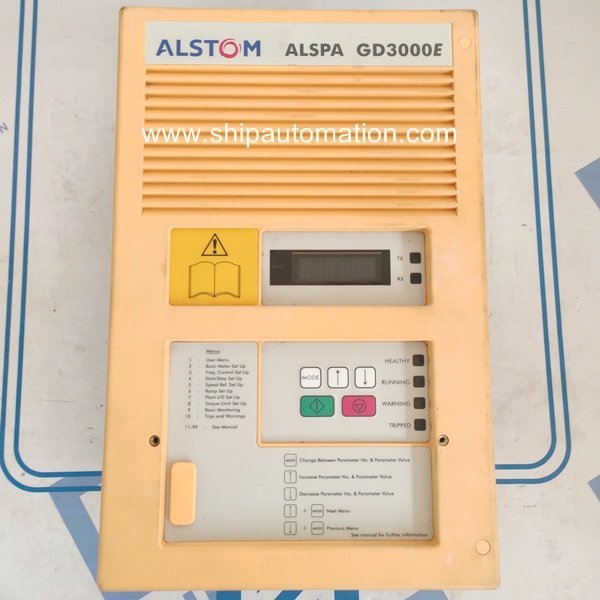 ALSTOM ALSPA GD3000E
www.shipautomation.com
TX
RX
Menus
1 : User Menu
2 : Basic Motor Set Up
3 : Freq. Control Set Up
4 : Start/Stop Set Up
5 : Speed Ref. Set Up
6 : Ramp Set Up
7 : Plant I/O Set Up
8 : Torque Limit Set Up
9 : Basic Monitoring
10 : Trips and Warnings
11-99 : See Manual
MODE ↑ ↓
HEALTHY
RUNNING
WARNING
TRIPPED
MODE Change Between Parameter No. & Parameter Value
↑ Increase Parameter No. & Parameter Value
↓ Decrease Parameter No. & Parameter Value
↑ + MODE Next Menu
↓ + MODE Previous Menu
See manual for further information